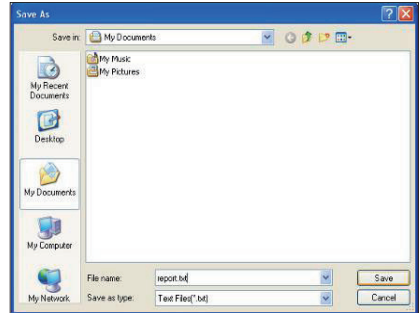 Save As
Save in: My Documents
My Music
My Pictures
My Recent
Documents
Desktop
My Documents
My Computer
My Network
File name: report.txt Save
Save as type: Text Files(*.txt) Cancel